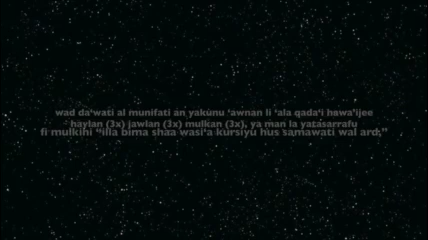 wad da'wati al munifati an yakunu 'awnan li 'ala qada'i hawa'ijee
haylan (3x) jawlan (3x) mulkan (3x), ya man la yatasarrafu
fi mulkihi "illa bima shaa wasi'a kursiyu hus samawati wal ard;"